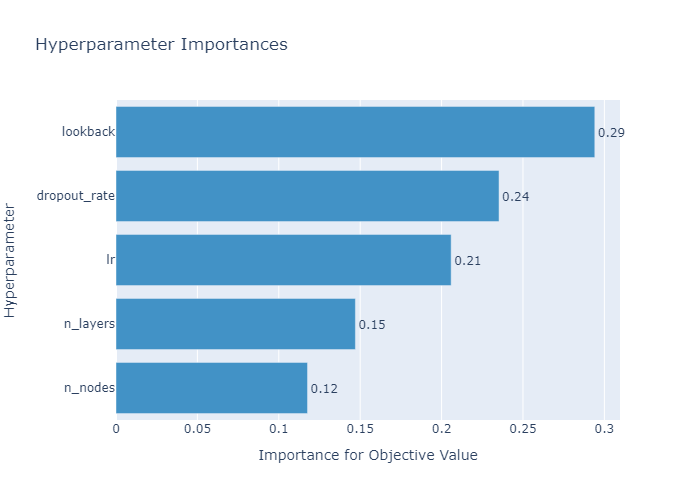 Hyperparameter Importances
Hyperparameter
lookback
0.29
dropout_rate
0.24
lr
0.21
n_layers
0.15
n_nodes
0.12
0 0.05 0.1 0.15 0.2 0.25 0.3
Importance for Objective Value